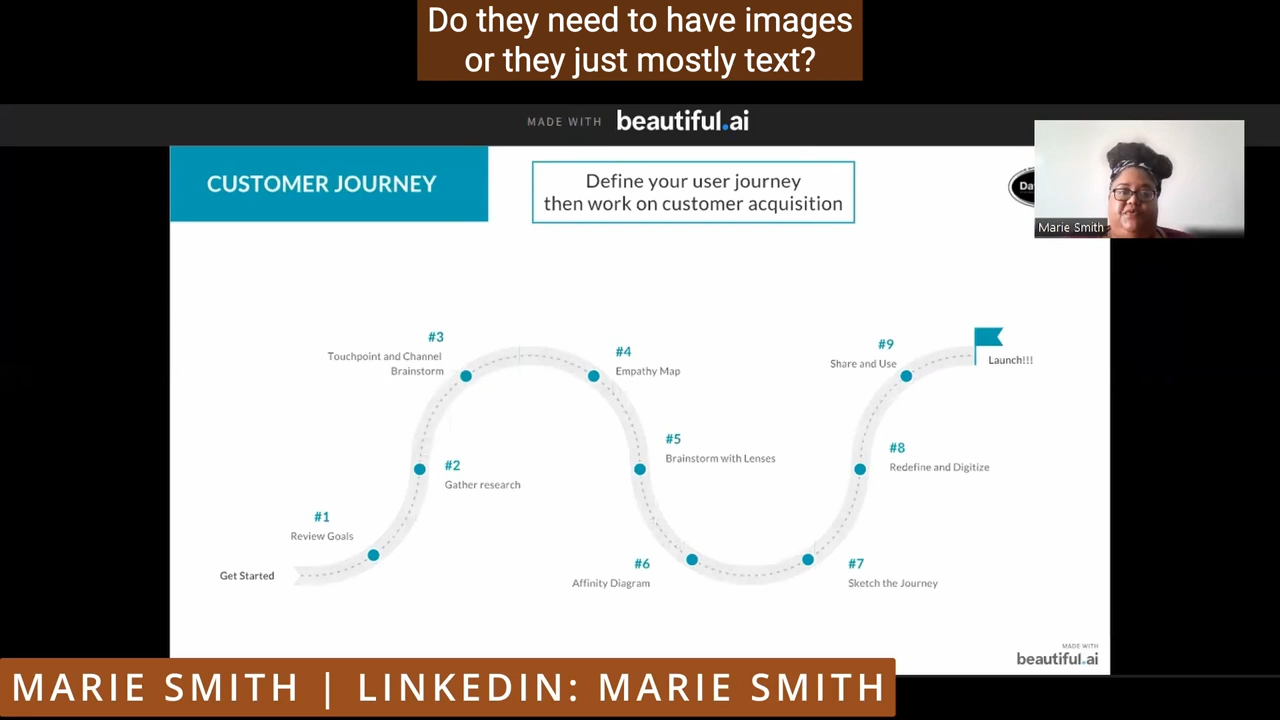 Do they need to have images
or they just mostly text?
MADE WITH beautiful.ai
CUSTOMER JOURNEY
Define your user journey
then work on customer acquisition
Da
Marie Smith
#3
Touchpoint and Channel
Brainstorm
#4
Empathy Map
#9
Share and Use
Launch!!!
#5
Brainstorm with Lenses
#8
Redefine and Digitize
#2
Gather research
#1
Review Goals
Get Started
#6
Affinity Diagram
#7
Sketch the Journey
MADE WITH
beautiful.ai
MARIE SMITH | LINKEDIN: MARIE SMITH